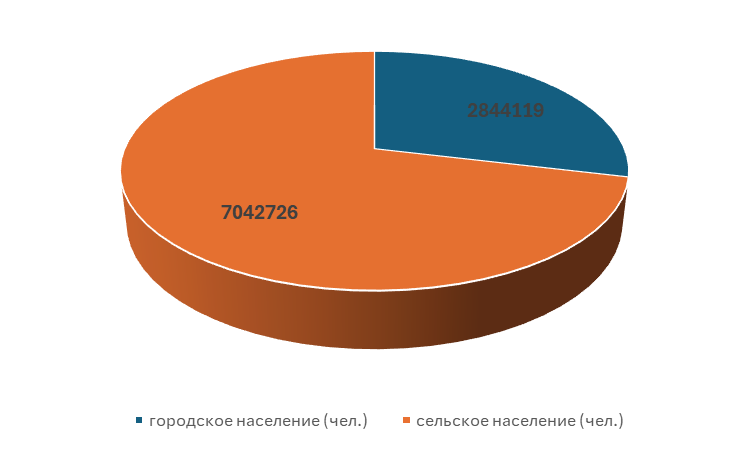 2844119
7042726
городское население (чел.)
сельское население (чел.)